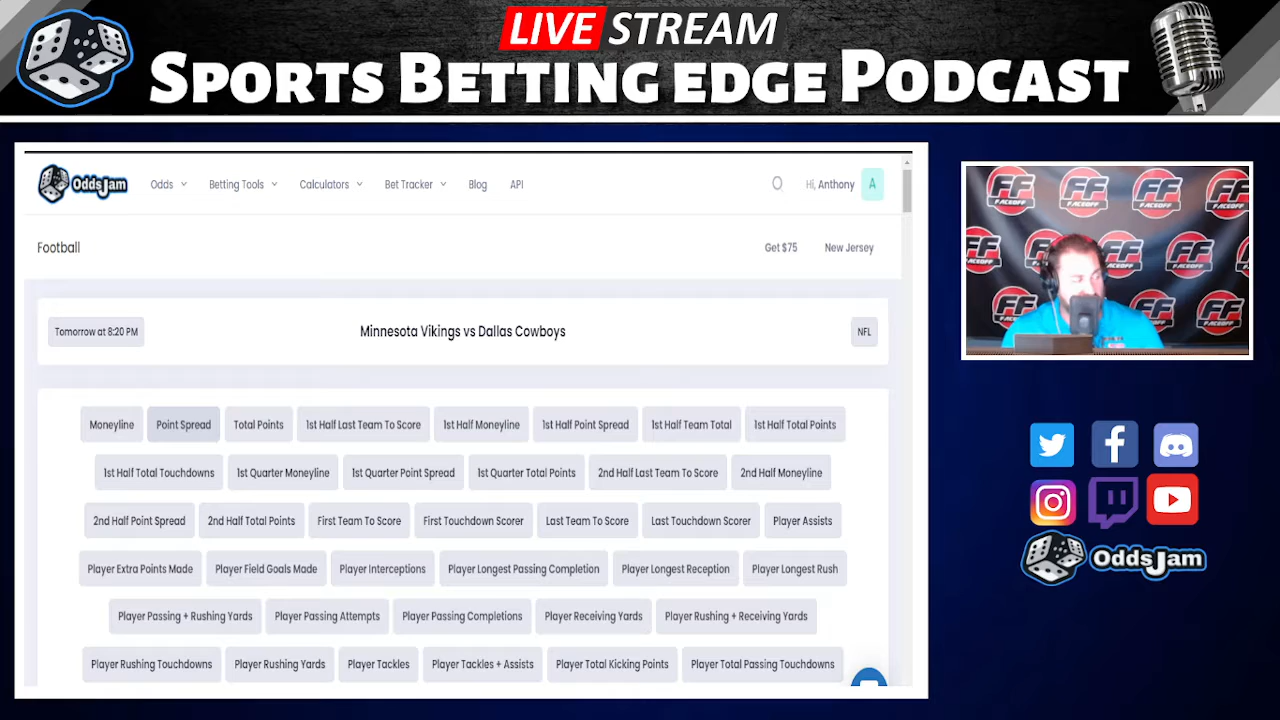 LIVE STREAM
SPORTS BETTING EDGE PODCAST
OddsJam
Odds
Betting Tools
Calculators
Bet Tracker
Blog
API
Hi, Anthony
A
Football
Get $75
New Jersey
Tomorrow at 8:20 PM
Minnesota Vikings vs Dallas Cowboys
NFL
Moneyline
Point Spread
Total Points
1st Half Last Team To Score
1st Half Moneyline
1st Half Point Spread
1st Half Team Total
1st Half Total Points
1st Half Total Touchdowns
1st Quarter Moneyline
1st Quarter Point Spread
1st Quarter Total Points
2nd Half Last Team To Score
2nd Half Moneyline
2nd Half Point Spread
2nd Half Total Points
First Team To Score
First Touchdown Scorer
Last Team To Score
Last Touchdown Scorer
Player Assists
Player Extra Points Made
Player Field Goals Made
Player Interceptions
Player Longest Passing Completion
Player Longest Reception
Player Longest Rush
Player Passing + Rushing Yards
Player Passing Attempts
Player Passing Completions
Player Receiving Yards
Player Rushing + Receiving Yards
Player Rushing Touchdowns
Player Rushing Yards
Player Tackles
Player Tackles + Assists
Player Total Kicking Points
Player Total Passing Touchdowns
FF
FACEOFF
FF
FACEOFF
FF
FACEOFF
FF
FACEOFF
OddsJam